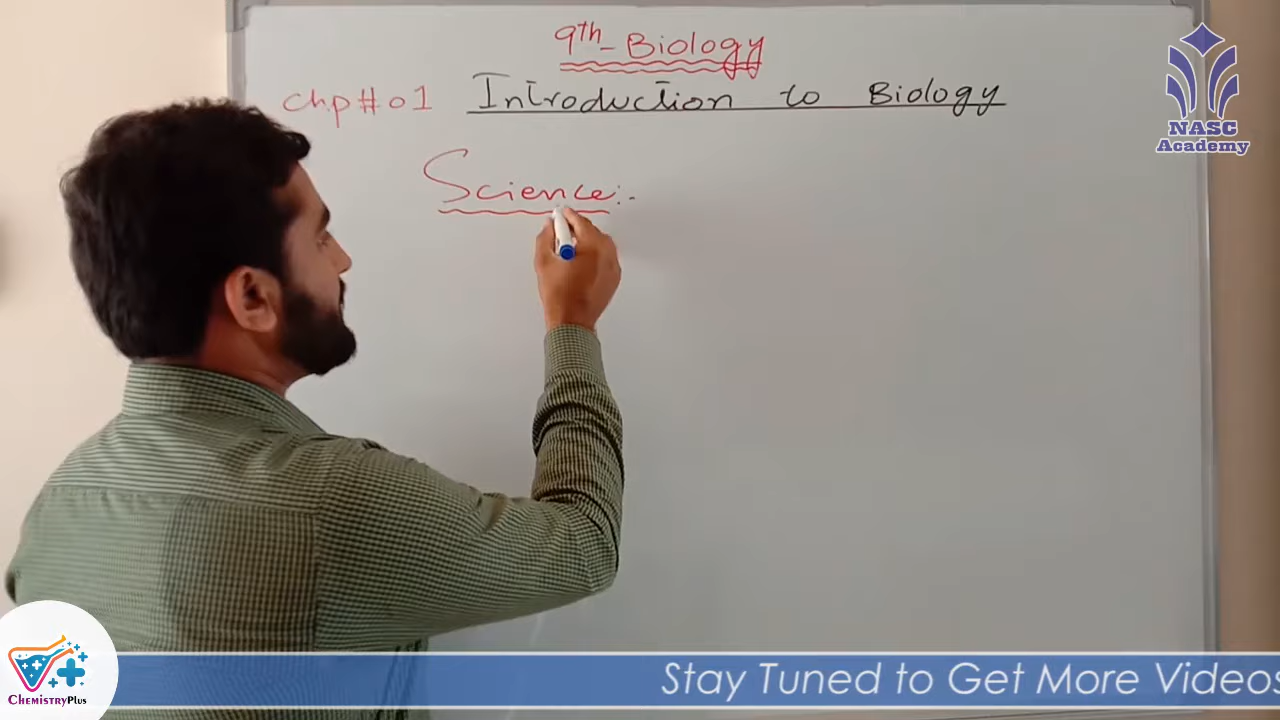 9th - Biology
Chp # 01 Introduction to Biology
Science:-
NASC
Academy
ChemistryPlus
Stay Tuned to Get More Videos